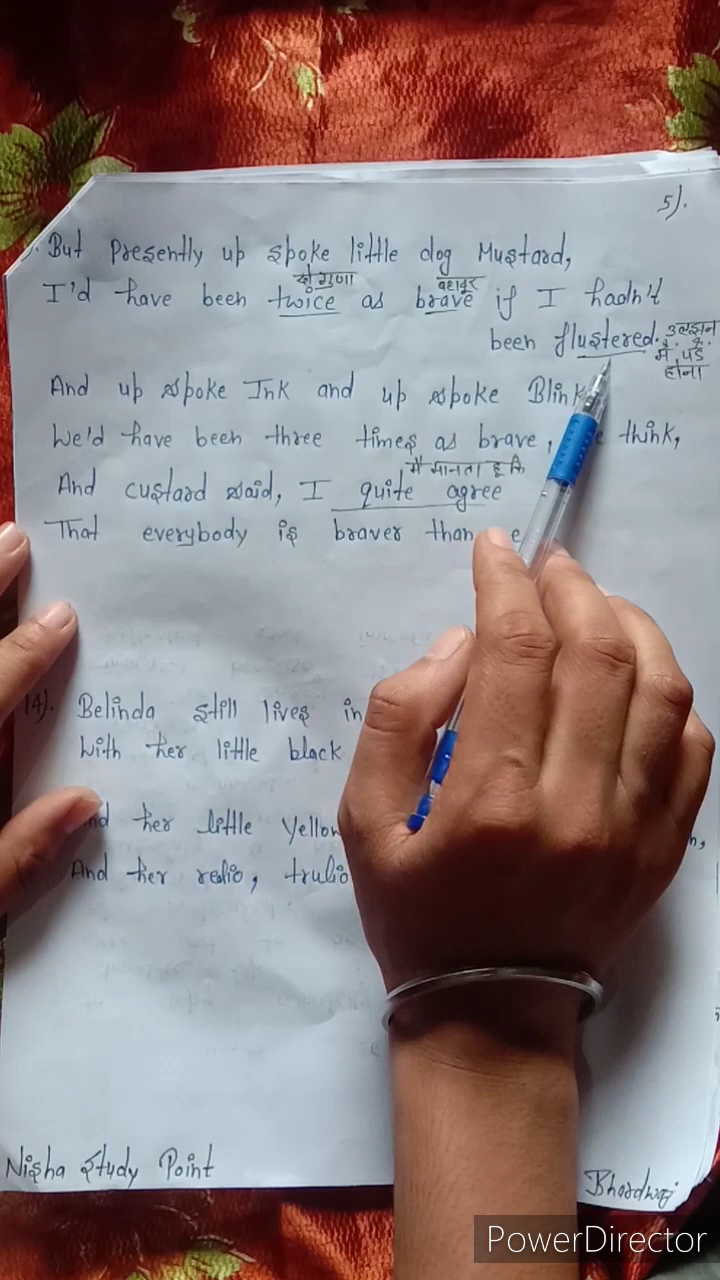 5).
But Presently up spoke little dog Mustard,
दो गुणा बहादूर
I'd have been twice as brave if I hadn't
been flustered. उलझन
में पडे
होना
And up spoke Ink and up spoke Blink
We'd have been three times as brave, think,
मै मानता हू कि
And custard said, I quite agree
That everybody is braver than
14). Belinda still lives in
With her little black
her little yellow
And her redio, trulio
Nisha Study Point
Bhardwaj
PowerDirector